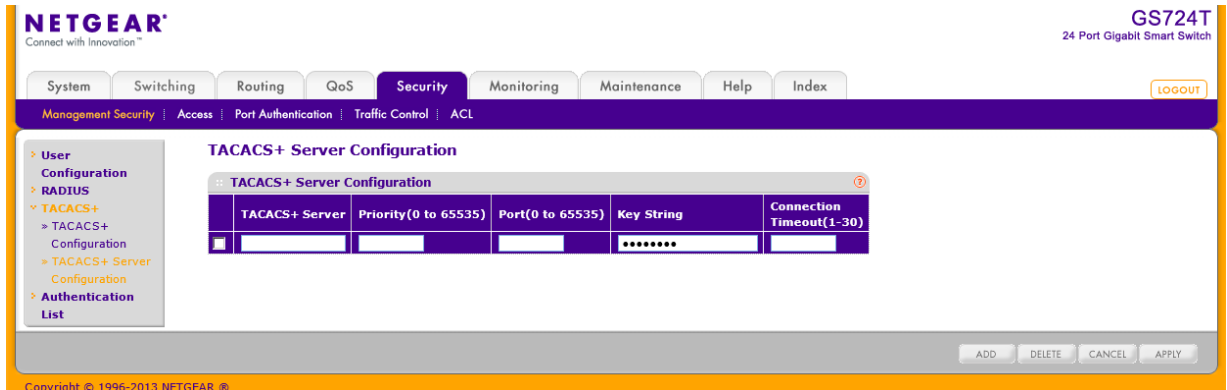 NETGEAR®
Connect with Innovation™
GS724T
24 Port Gigabit Smart Switch
System Switching Routing QoS Security Monitoring Maintenance Help Index
LOGOUT
Management Security Access Port Authentication Traffic Control ACL
User
Configuration
RADIUS
TACACS+
» TACACS+
Configuration
» TACACS+ Server
Configuration
Authentication
List
TACACS+ Server Configuration
TACACS+ Server Configuration ?
TACACS+ Server Priority(0 to 65535) Port(0 to 65535) Key String Connection
Timeout(1-30)
••••••••
ADD DELETE CANCEL APPLY
Copyright © 1996-2013 NETGEAR ®